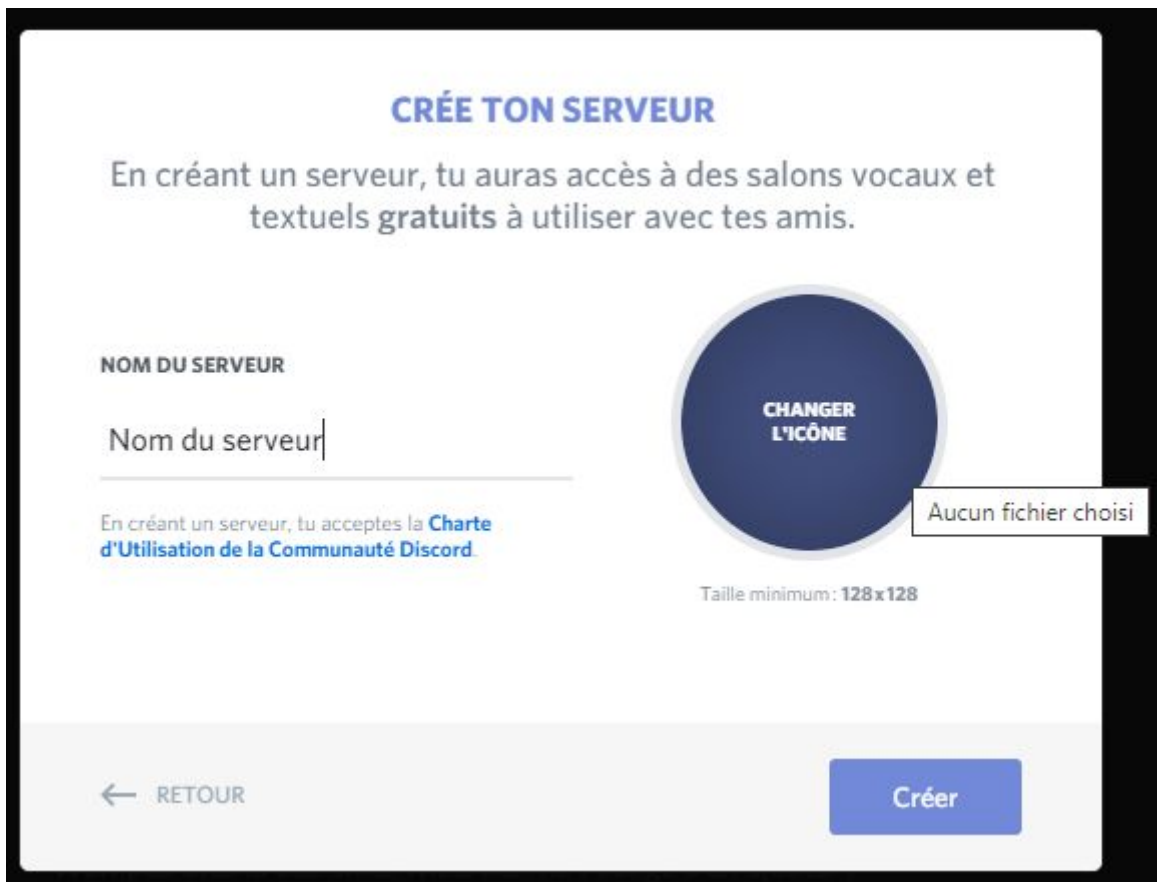 CRÉE TON SERVEUR
En créant un serveur, tu auras accès à des salons vocaux et
textuels gratuits à utiliser avec tes amis.
NOM DU SERVEUR
Nom du serveur
En créant un serveur, tu acceptes la Charte
d'Utilisation de la Communauté Discord.
CHANGER
L'ICÔNE
Aucun fichier choisi
Taille minimum : 128x128
RETOUR
Créer